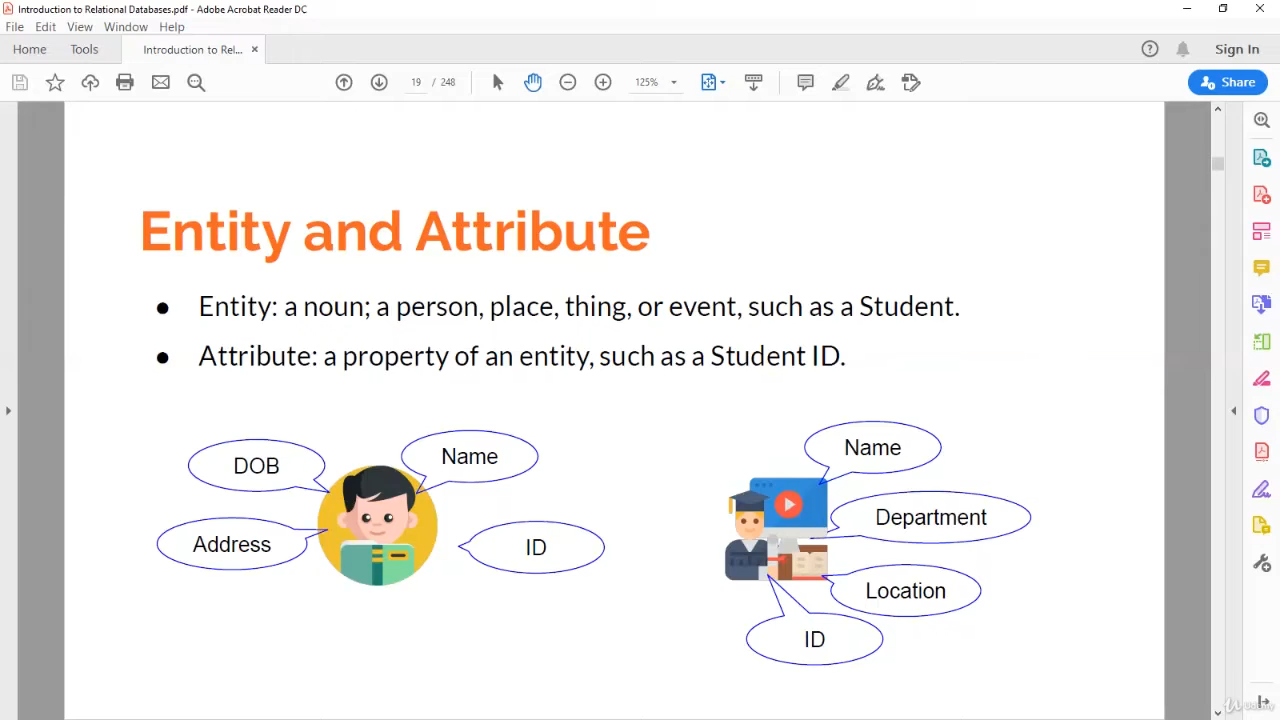 Introduction to Relational Databases.pdf - Adobe Acrobat Reader DC
File Edit View Window Help
Home Tools Introduction to Rel... × Sign In
19 / 248 125% Share
Entity and Attribute
● Entity: a noun; a person, place, thing, or event, such as a Student.
● Attribute: a property of an entity, such as a Student ID.
DOB
Name
Address
ID
Name
Department
Location
ID
Udemy